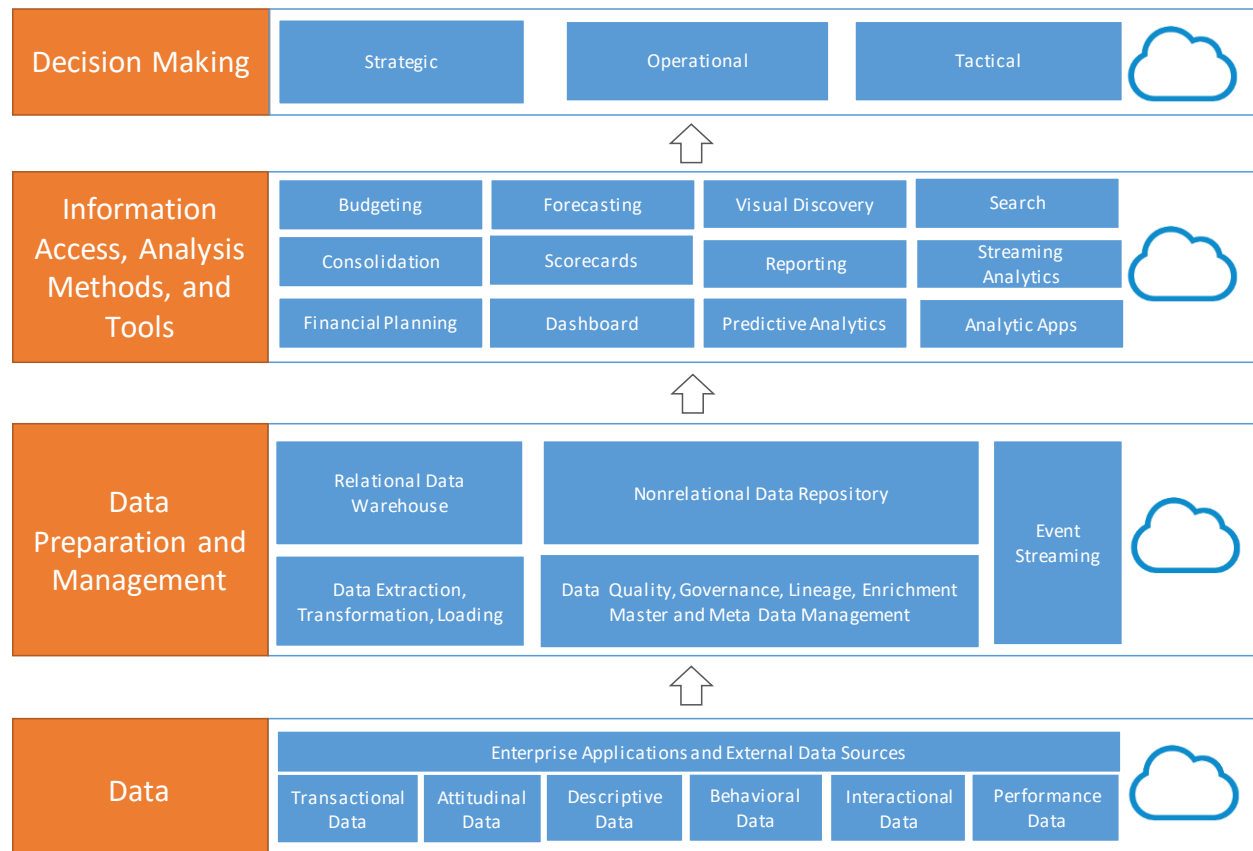 Decision Making
Strategic
Operational
Tactical
Information
Access, Analysis
Methods, and
Tools
Budgeting
Forecasting
Visual Discovery
Search
Consolidation
Scorecards
Reporting
Streaming
Analytics
Financial Planning
Dashboard
Predictive Analytics
Analytic Apps
Data
Preparation and
Management
Relational Data
Warehouse
Nonrelational Data Repository
Event
Streaming
Data Extraction,
Transformation, Loading
Data Quality, Governance, Lineage, Enrichment
Master and Meta Data Management
Data
Enterprise Applications and External Data Sources
Transactional
Data
Attitudinal
Data
Descriptive
Data
Behavioral
Data
Interactional
Data
Performance
Data